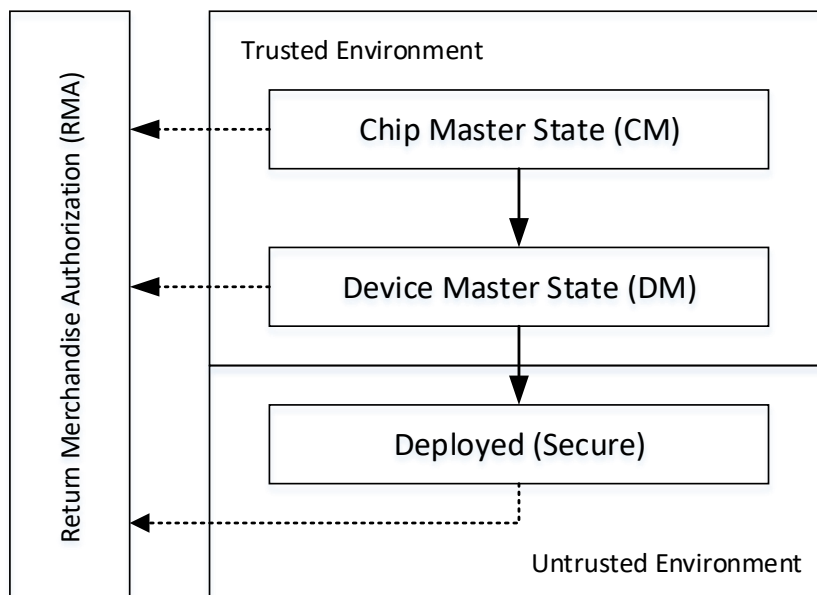 Return Merchandise Authorization (RMA)
Trusted Environment
Chip Master State (CM)
Device Master State (DM)
Deployed (Secure)
Untrusted Environment